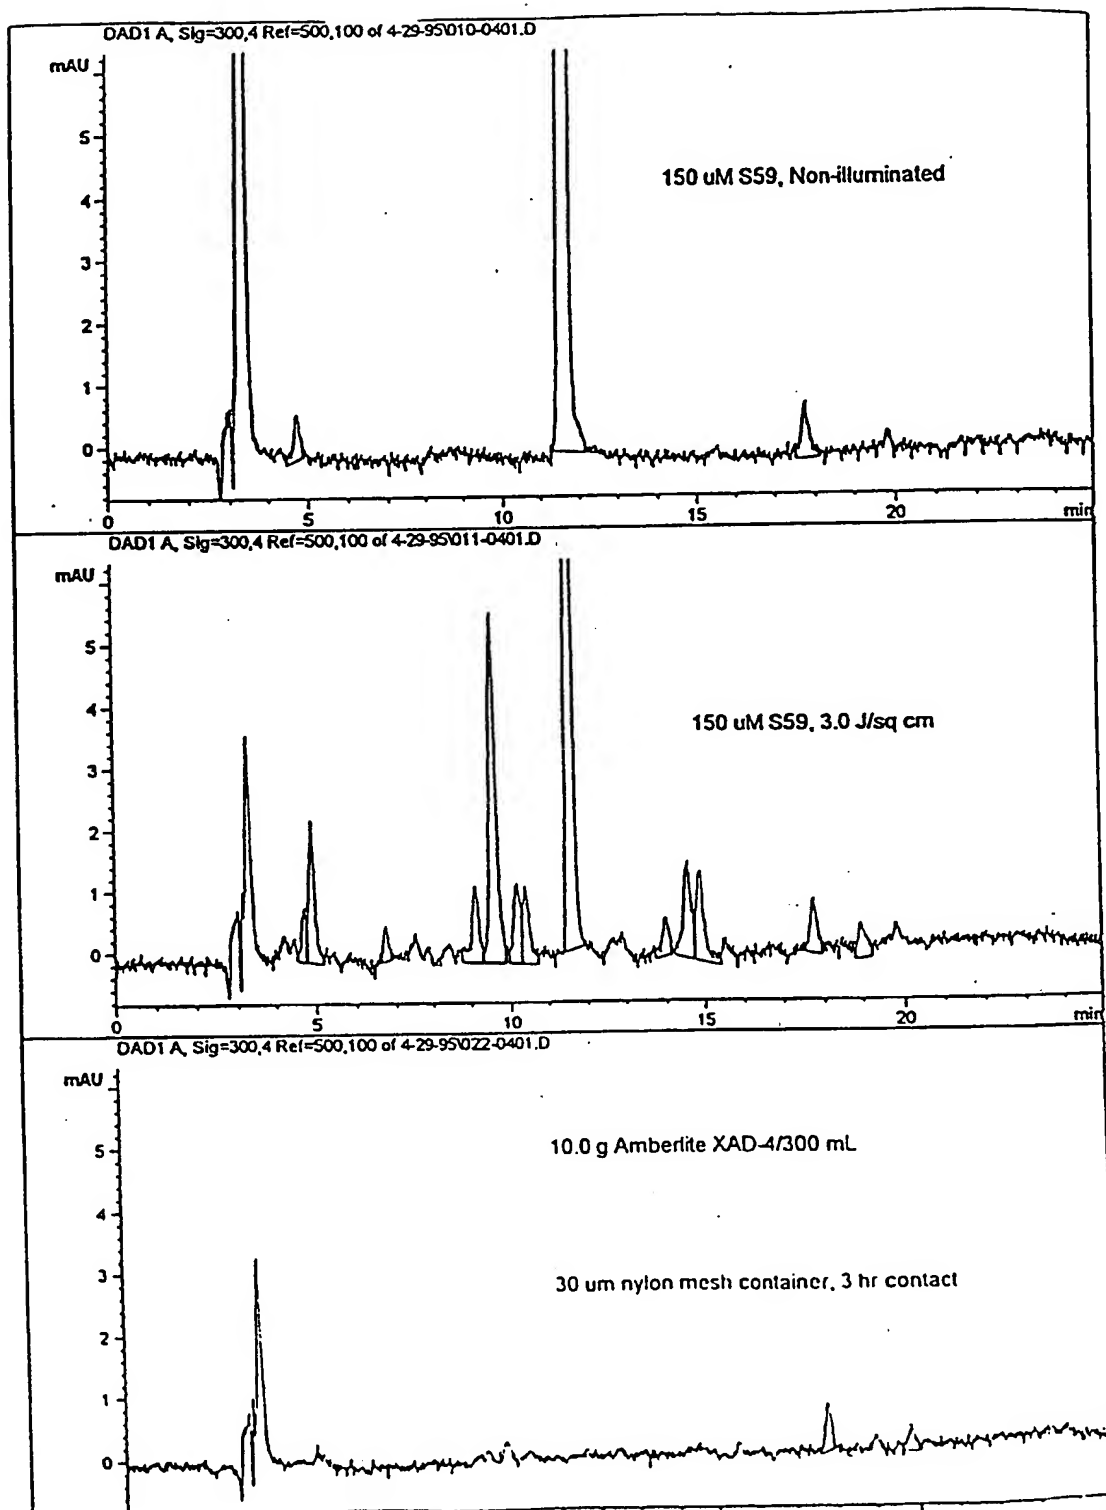 DAD1 A, Sig=300,4 Ref=500,100 of 4-29-95\010-0401.D
mAU
5
4
3
2
1
0
150 uM S59, Non-illuminated
0 5 10 15 20 min
DAD1 A, Sig=300,4 Ref=500,100 of 4-29-95\011-0401.D
mAU
5
4
3
2
1
0
150 uM S59, 3.0 J/sq cm
0 5 10 15 20 min
DAD1 A, Sig=300,4 Ref=500,100 of 4-29-95\022-0401.D
mAU
5
4
3
2
1
0
10.0 g Amberlite XAD-4/300 mL
30 um nylon mesh container, 3 hr contact